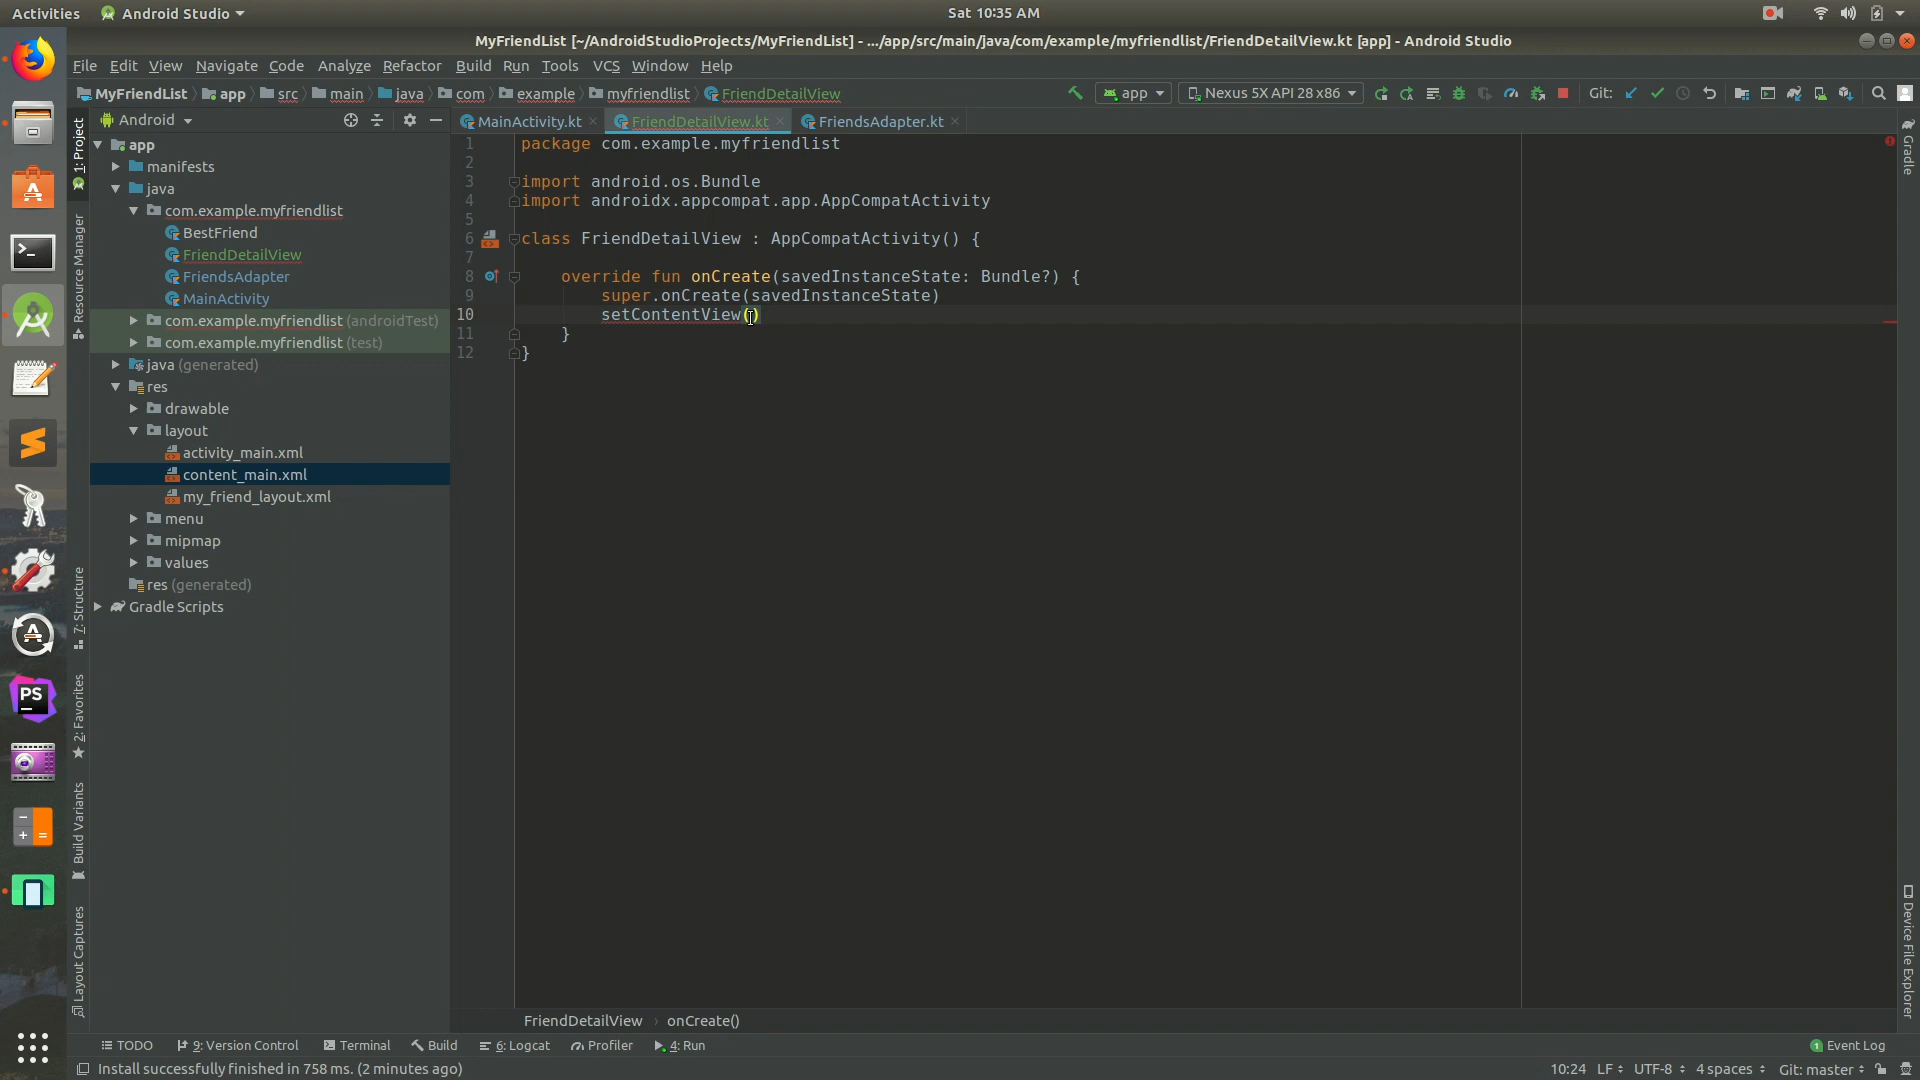 Activities Android Studio Sat 10:35 AM
MyFriendList [~/AndroidStudioProjects/MyFriendList] - .../app/src/main/java/com/example/myfriendlist/FriendDetailView.kt [app] - Android Studio
File Edit View Navigate Code Analyze Refactor Build Run Tools VCS Window Help
MyFriendList app src main java com example myfriendlist FriendDetailView app Nexus 5X API 28 x86 Git:
Android MainActivity.kt FriendDetailView.kt FriendsAdapter.kt
1: Project
Resource Manager
7: Structure
2: Favorites
Build Variants
Layout Captures
app
manifests
java
com.example.myfriendlist
BestFriend
FriendDetailView
FriendsAdapter
MainActivity
com.example.myfriendlist (androidTest)
com.example.myfriendlist (test)
java (generated)
res
drawable
layout
activity_main.xml
content_main.xml
my_friend_layout.xml
menu
mipmap
values
res (generated)
Gradle Scripts
PS
1 package com.example.myfriendlist
2
3 import android.os.Bundle
4 import androidx.appcompat.app.AppCompatActivity
5
6 class FriendDetailView : AppCompatActivity() {
7
8 override fun onCreate(savedInstanceState: Bundle?) {
9 super.onCreate(savedInstanceState)
10 setContentView()
11 }
12 }
Gradle
Device File Explorer
FriendDetailView onCreate()
TODO 9: Version Control Terminal Build 6: Logcat Profiler 4: Run 1 Event Log
Install successfully finished in 758 ms. (2 minutes ago) 10:24 LF UTF-8 4 spaces Git: master